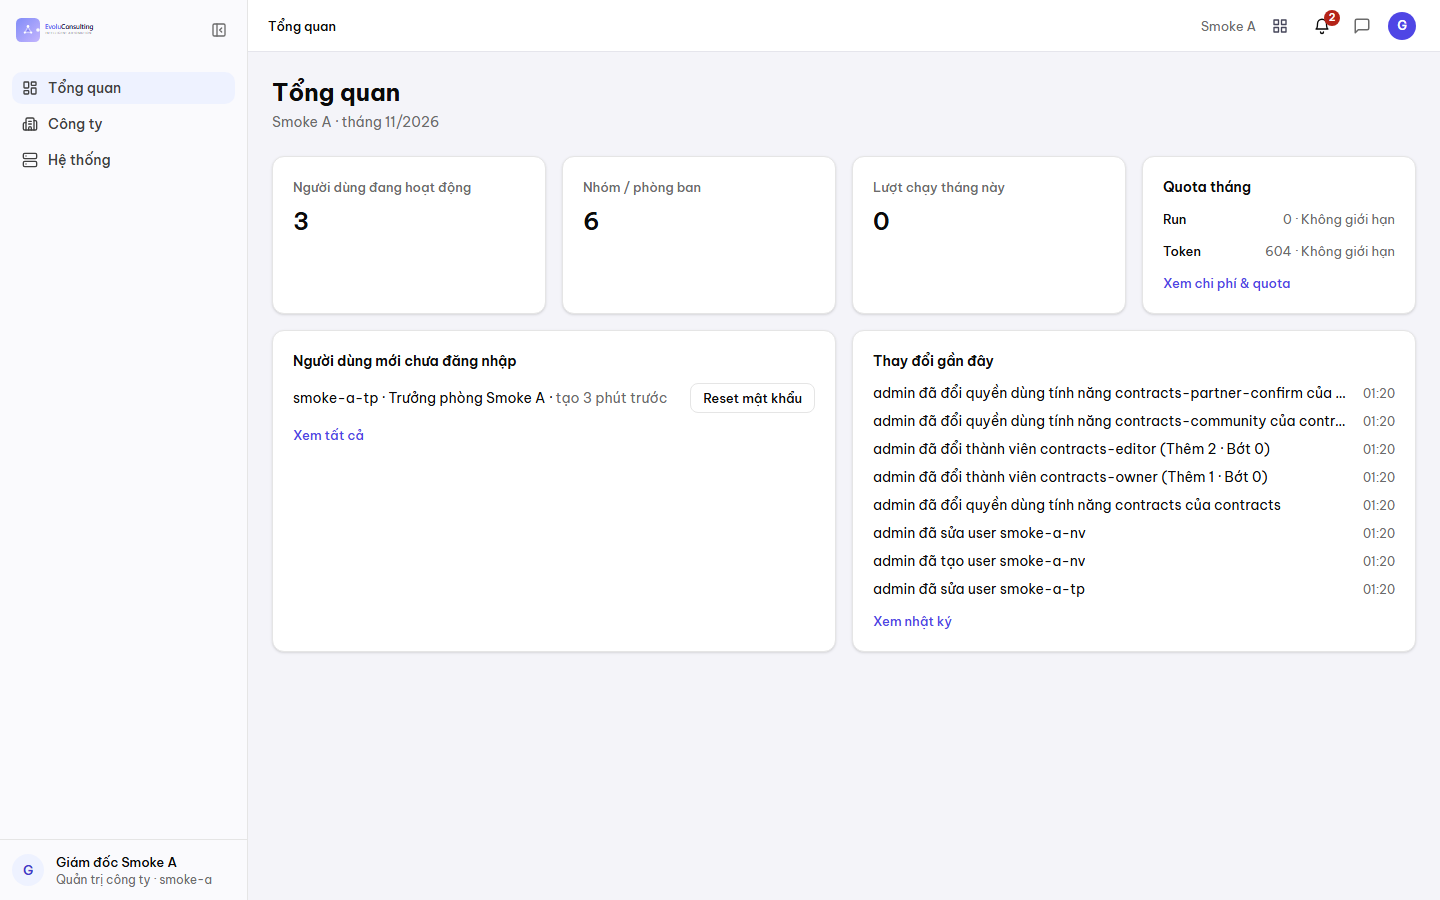 EvoluConsulting
Tổng quan
Công ty
Hệ thống
Giám đốc Smoke A
Quản trị công ty · smoke-a
G
Tổng quan
Smoke A
2
G
Tổng quan
Smoke A · tháng 11/2026
Người dùng đang hoạt động
3
Nhóm / phòng ban
6
Lượt chạy tháng này
0
Quota tháng
Run 0 · Không giới hạn
Token 604 · Không giới hạn
Xem chi phí & quota
Người dùng mới chưa đăng nhập
smoke-a-tp · Trưởng phòng Smoke A · tạo 3 phút trước Reset mật khẩu
Xem tất cả
Thay đổi gần đây
admin đã đổi quyền dùng tính năng contracts-partner-confirm của ... 01:20
admin đã đổi quyền dùng tính năng contracts-community của contr... 01:20
admin đã đổi thành viên contracts-editor (Thêm 2 · Bớt 0) 01:20
admin đã đổi thành viên contracts-owner (Thêm 1 · Bớt 0) 01:20
admin đã đổi quyền dùng tính năng contracts của contracts 01:20
admin đã sửa user smoke-a-nv 01:20
admin đã tạo user smoke-a-nv 01:20
admin đã sửa user smoke-a-tp 01:20
Xem nhật ký